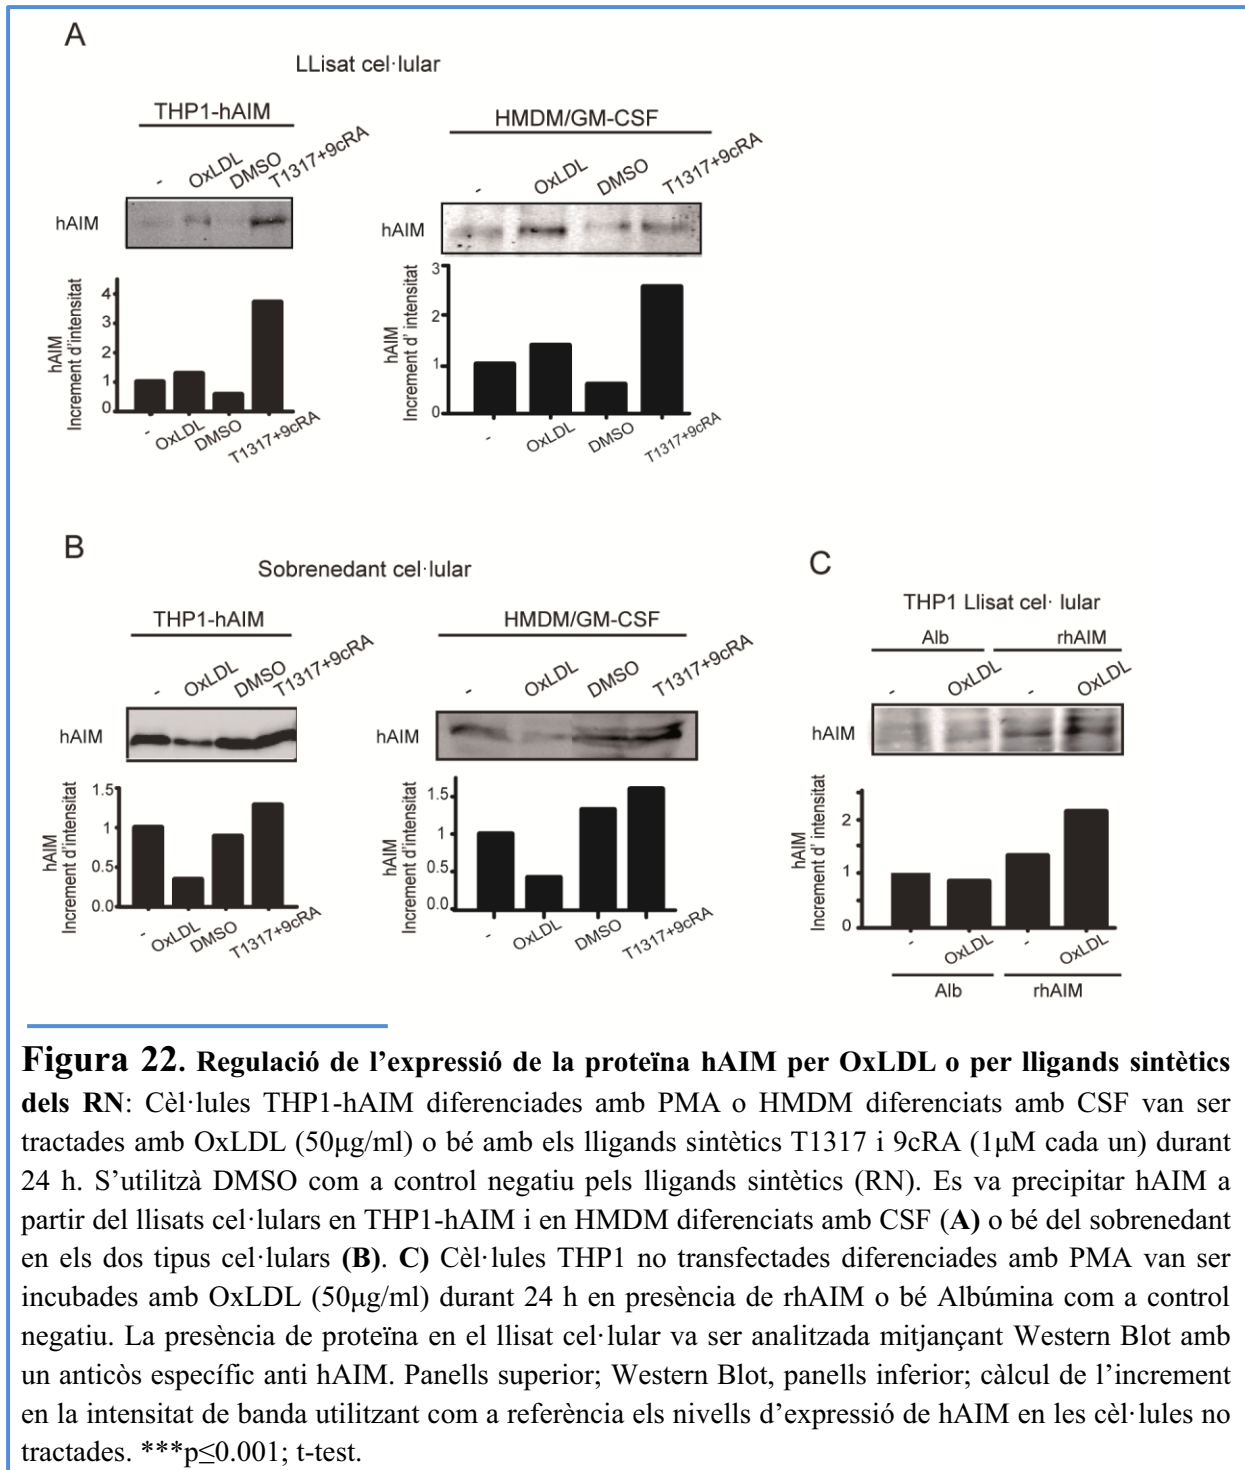 A
LLisat cel·lular
THP1-hAIM
HMDM/GM-CSF
- OxLDL DMSO T1317+9cRA
- OxLDL DMSO T1317+9cRA
hAIM
hAIM
hAIM
Increment d'intensitat
4
3
2
1
0
- OxLDL DMSO T1317+9cRA
hAIM
Increment d' intensitat
3
2
1
0
- OxLDL DMSO T1317+9cRA
B
Sobrenedant cel·lular
THP1-hAIM
HMDM/GM-CSF
- OxLDL DMSO T1317+9cRA
- OxLDL DMSO T1317+9cRA
hAIM
hAIM
hAIM
Increment d'intensitat
1.5
1
0.5
0.0
- OxLDL DMSO T1317+9cRA
hAIM
Increment d'intensitat
1.5
1
0.5
0.0
- OxLDL DMSO T1317+9cRA
C
THP1 Llisat cel· lular
Alb rhAIM
- OxLDL - OxLDL
hAIM
hAIM
Increment d' intensitat
2
1
0
- OxLDL - OxLDL
Alb rhAIM
Figura 22. Regulació de l'expressió de la proteïna hAIM per OxLDL o per lligands sintètics
dels RN: Cèl·lules THP1-hAIM diferenciades amb PMA o HMDM diferenciats amb CSF van ser
tractades amb OxLDL (50μg/ml) o bé amb els lligands sintètics T1317 i 9cRA (1μM cada un) durant
24 h. S'utilitzà DMSO com a control negatiu pels lligands sintètics (RN). Es va precipitar hAIM a
partir del llisats cel·lulars en THP1-hAIM i en HMDM diferenciats amb CSF (A) o bé del sobrenedant
en els dos tipus cel·lulars (B). C) Cèl·lules THP1 no transfectades diferenciades amb PMA van ser
incubades amb OxLDL (50μg/ml) durant 24 h en presència de rhAIM o bé Albúmina com a control
negatiu. La presència de proteïna en el llisat cel·lular va ser analitzada mitjançant Western Blot amb
un anticòs específic anti hAIM. Panells superior; Western Blot, panells inferior; càlcul de l'increment
en la intensitat de banda utilitzant com a referència els nivells d'expressió de hAIM en les cèl·lules no
tractades. ***p≤0.001; t-test.